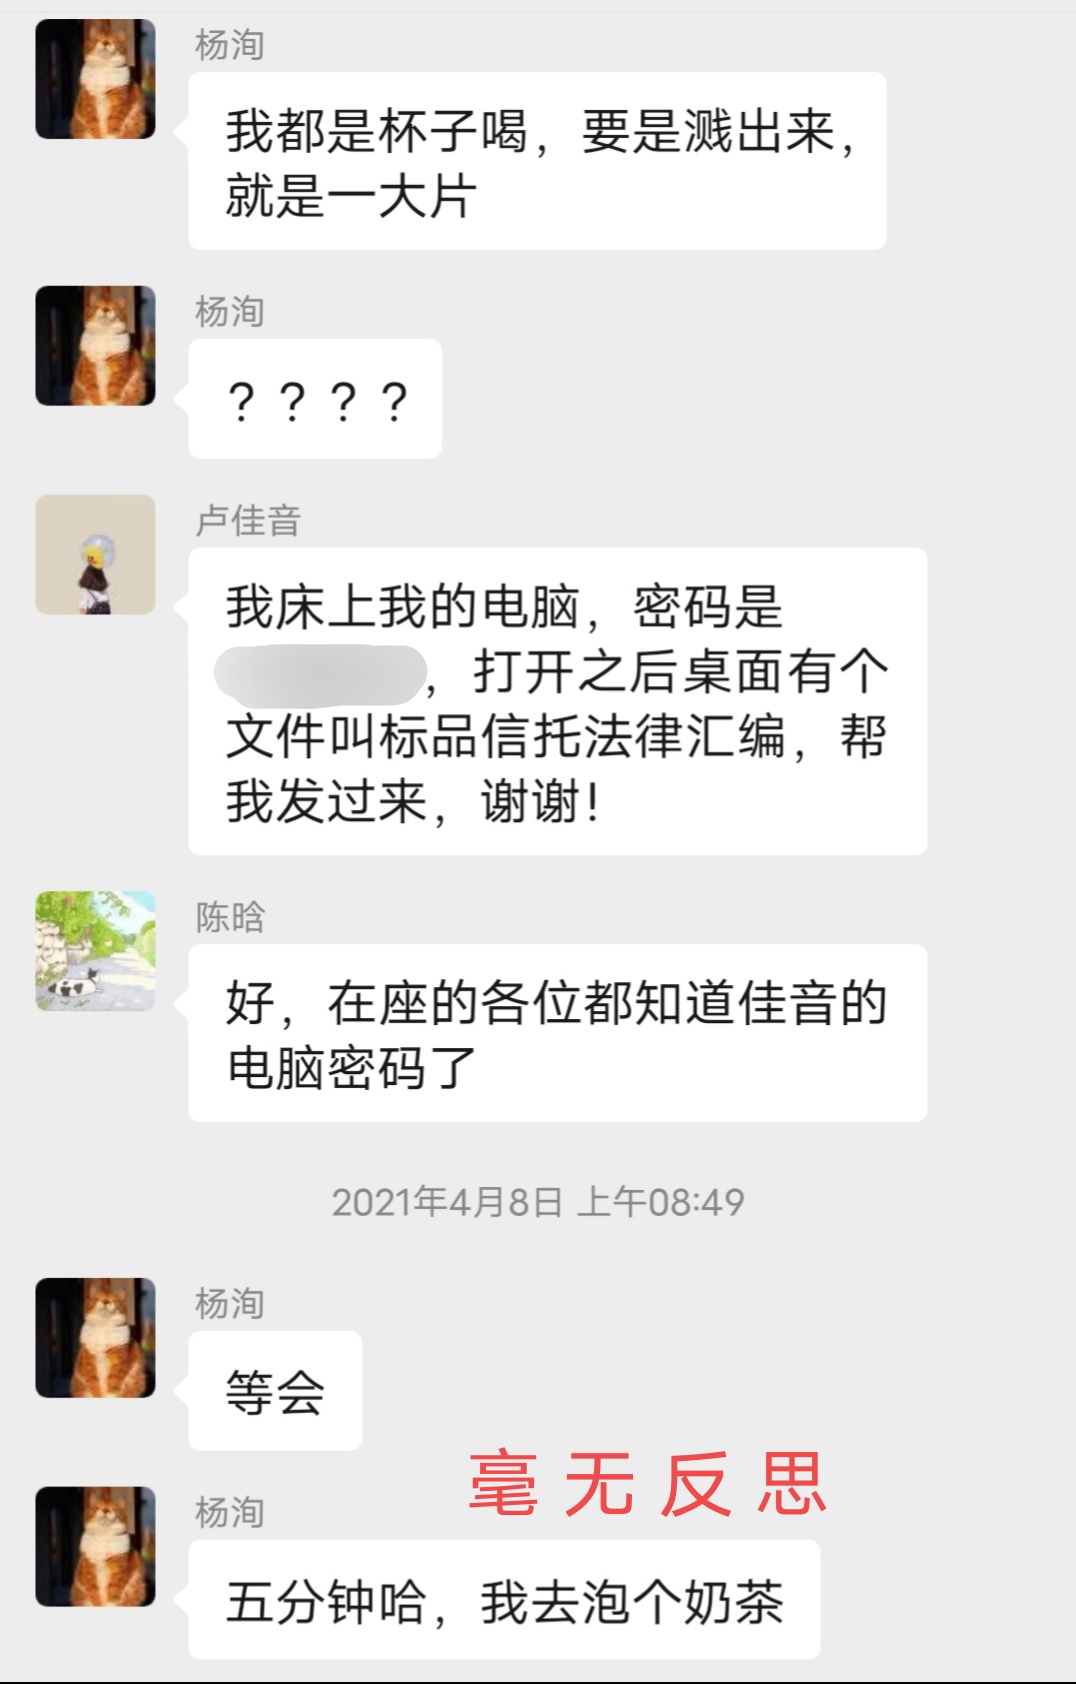 杨洵
我都是杯子喝，要是溅出来，
就是一大片
杨洵
？？？？
卢佳音
我床上我的电脑，密码是
，打开之后桌面有个
文件叫标品信托法律汇编，帮
我发过来，谢谢！
陈晗
好，在座的各位都知道佳音的
电脑密码了
2021年4月8日 上午08:49
杨洵
等会
毫无反思
杨洵
五分钟哈，我去泡个奶茶